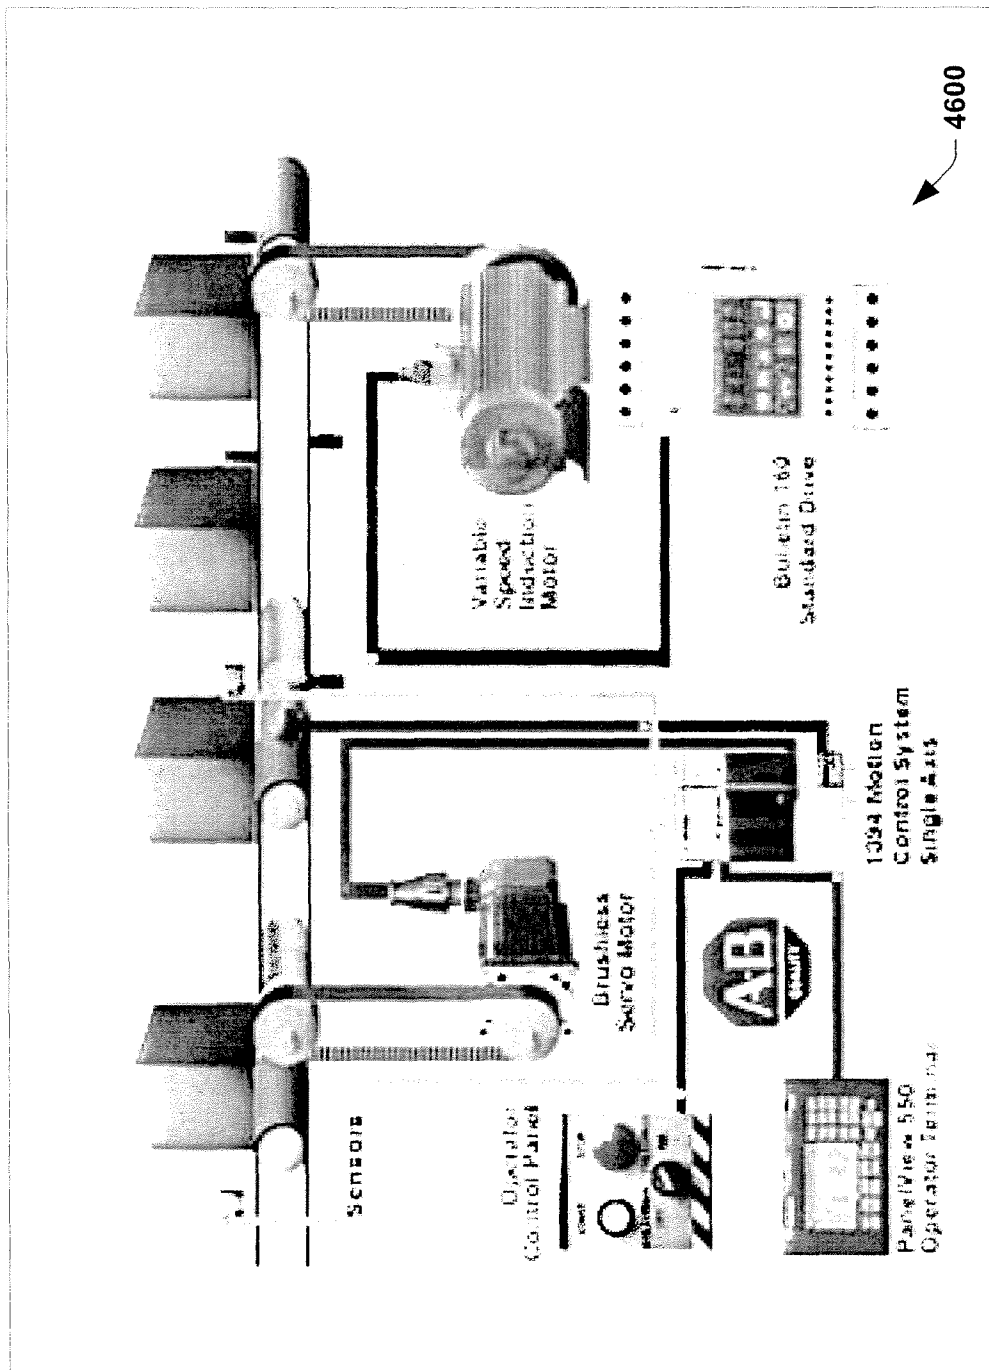 4600
Variable
Speed
Induction
Motor
Bulletin 160
Standard Drive
1394 Motion
Control System
Single Axis
Brushless
Servo Motor
AB
QUALITY
Sensors
Operator
Control Panel
PanelView 550
Operator Terminal